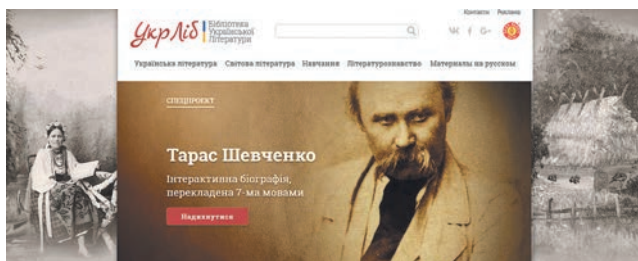 Контакти Реклама
УкрЛіб
Бібліотека
Української
Літератури
Українська література Світова література Навчання Літературознавство Материалы на русском
СПЕЦПРОЕКТ
Тарас Шевченко
Інтерактивна біографія,
перекладена 7-ма мовами
Надихнутися